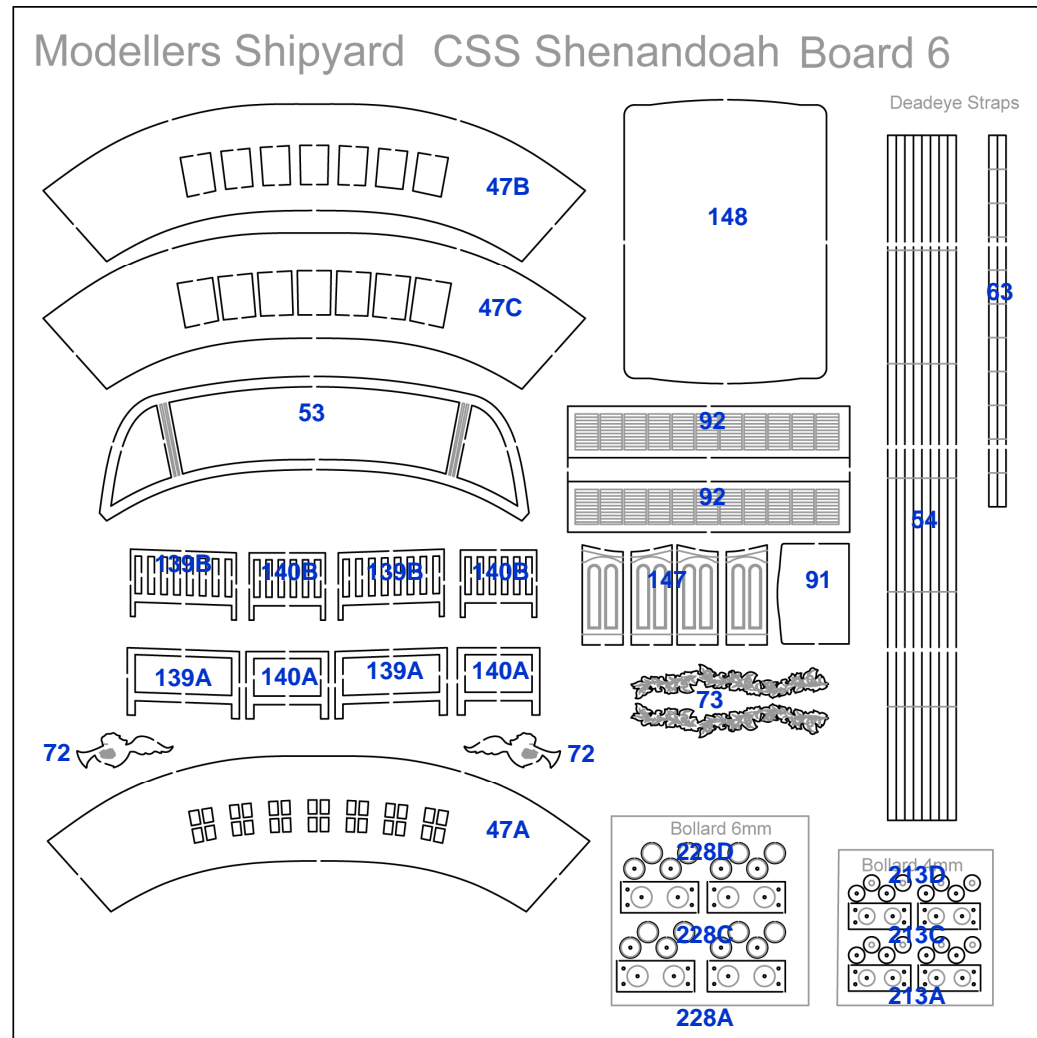 Modellers Shipyard CSS Shenandoah Board 6
Deadeye Straps
47B
148
63
47C
53
92
92
54
139B
140B
139B
140B
147
91
139A
140A
139A
140A
73
72
72
47A
Bollard 6mm
228D
Bollard 4mm
213D
228C
213C
213A
228A